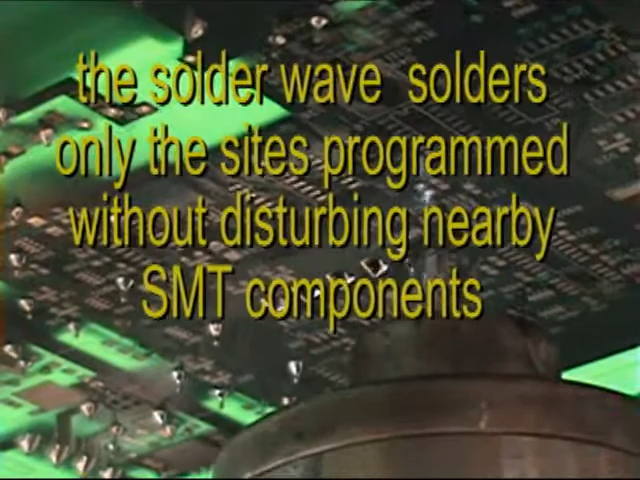 the solder wave  solders
only the sites programmed
without disturbing nearby
SMT components